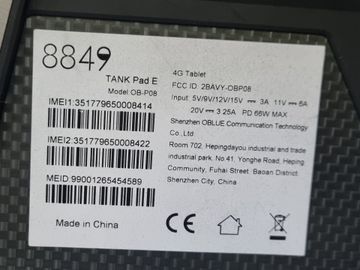 8849
TANK Pad E
Model OB-P08
IMEI1:351779650008414
IMEI2:351779650008422
MEID:99001265454589
Made in China
4G Tablet
FCC ID: 2BAVY-OBP08
Input: 5V/9V/12V/15V⎓3A 11V⎓6A
20V⎓3.25A PD 66W MAX
Shenzhen OBLUE Communication Technology
Co., Ltd
Room 702, Hepingdayou industrial and trade
industrial park, No.41, Yonghe Road, Heping
Community, Fuhai Street. Baoan District.
Shenzhen City, China
CE